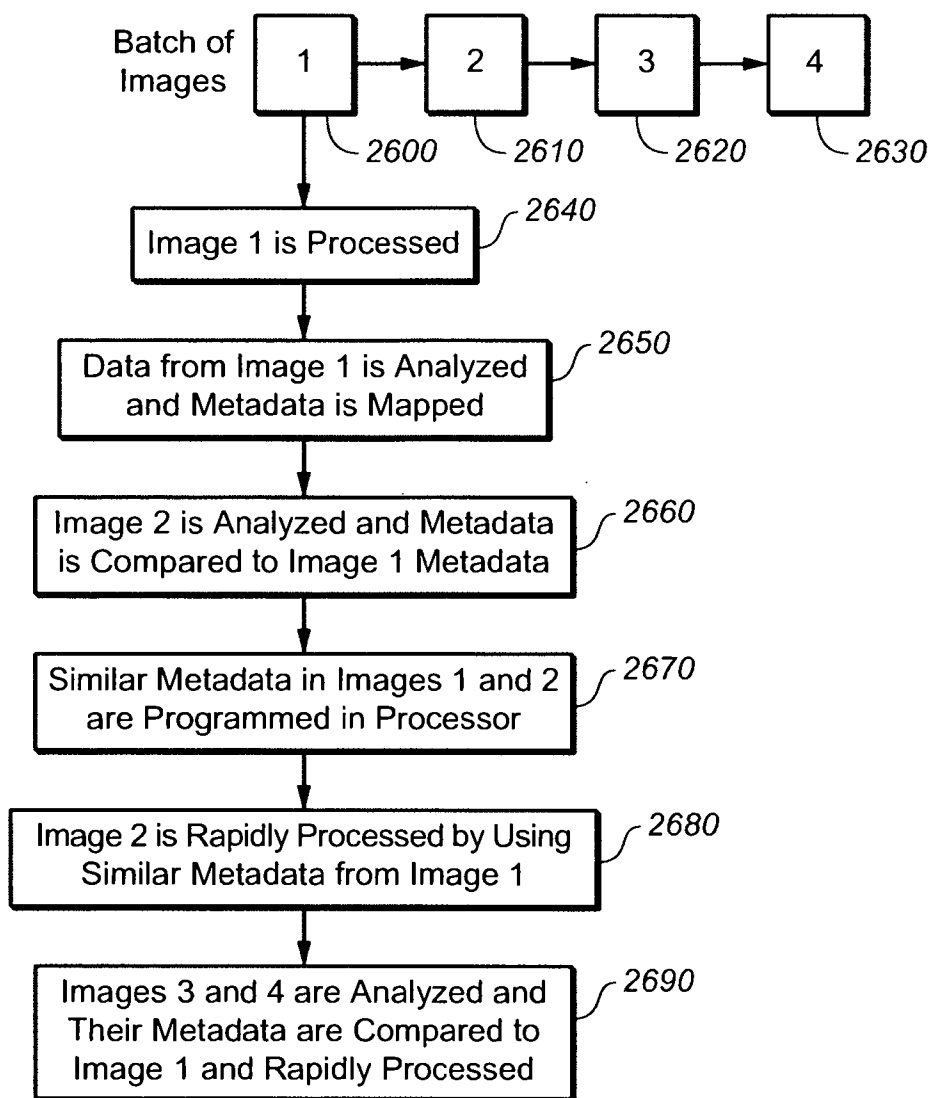 Batch of
Images
1
2
3
4
2600
2610
2620
2630
2640
Image 1 is Processed
2650
Data from Image 1 is Analyzed
and Metadata is Mapped
2660
Image 2 is Analyzed and Metadata
is Compared to Image 1 Metadata
2670
Similar Metadata in Images 1 and 2
are Programmed in Processor
2680
Image 2 is Rapidly Processed by Using
Similar Metadata from Image 1
2690
Images 3 and 4 are Analyzed and
Their Metadata are Compared to
Image 1 and Rapidly Processed